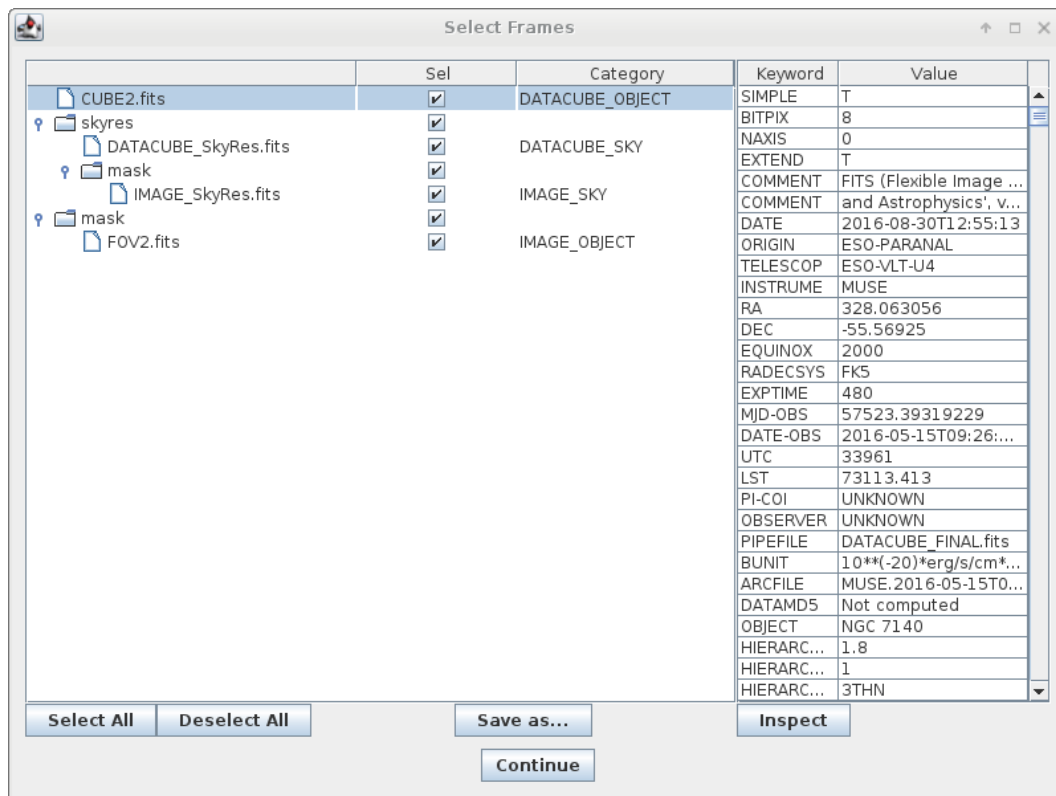 Select Frames
Sel Category Keyword Value
CUBE2.fits DATACUBE_OBJECT
skyres
DATACUBE_SkyRes.fits DATACUBE_SKY
mask
IMAGE_SkyRes.fits IMAGE_SKY
mask
FOV2.fits IMAGE_OBJECT
SIMPLE T
BITPIX 8
NAXIS 0
EXTEND T
COMMENT FITS (Flexible Image ...
COMMENT and Astrophysics', v...
DATE 2016-08-30T12:55:13
ORIGIN ESO-PARANAL
TELESCOP ESO-VLT-U4
INSTRUME MUSE
RA 328.063056
DEC -55.56925
EQUINOX 2000
RADECSYS FK5
EXPTIME 480
MJD-OBS 57523.39319229
DATE-OBS 2016-05-15T09:26:...
UTC 33961
LST 73113.413
PI-COI UNKNOWN
OBSERVER UNKNOWN
PIPEFILE DATACUBE_FINAL.fits
BUNIT 10**(-20)*erg/s/cm*...
ARCFILE MUSE.2016-05-15T0...
DATAMD5 Not computed
OBJECT NGC 7140
HIERARC... 1.8
HIERARC... 1
HIERARC... 3THN
Select All Deselect All Save as... Inspect
Continue